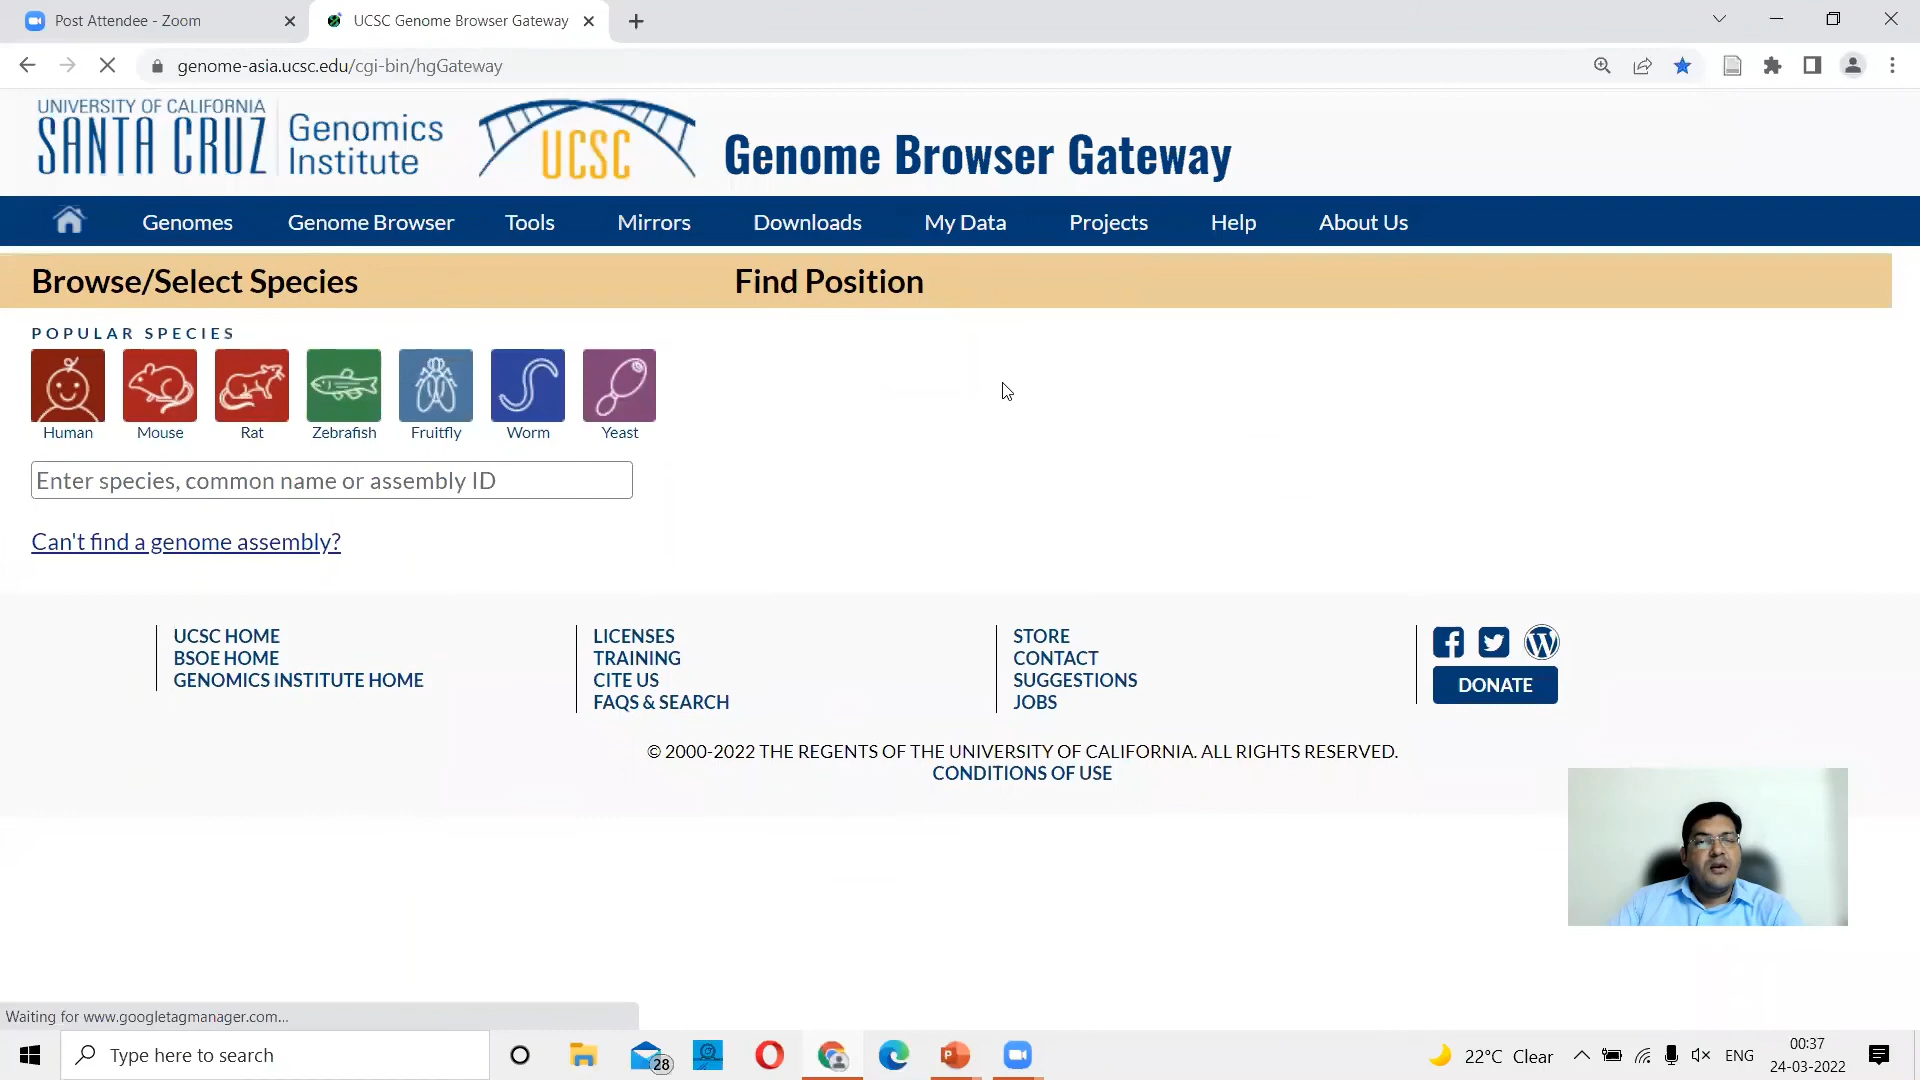 Post Attendee - Zoom
UCSC Genome Browser Gateway
genome-asia.ucsc.edu/cgi-bin/hgGateway
UNIVERSITY OF CALIFORNIA
SANTA CRUZ
Genomics
Institute
UCSC
Genome Browser Gateway
Genomes
Genome Browser
Tools
Mirrors
Downloads
My Data
Projects
Help
About Us
Browse/Select Species
Find Position
POPULAR SPECIES
Human
Mouse
Rat
Zebrafish
Fruitfly
Worm
Yeast
Enter species, common name or assembly ID
Can't find a genome assembly?
UCSC HOME
BSOE HOME
GENOMICS INSTITUTE HOME
LICENSES
TRAINING
CITE US
FAQS & SEARCH
STORE
CONTACT
SUGGESTIONS
JOBS
DONATE
© 2000-2022 THE REGENTS OF THE UNIVERSITY OF CALIFORNIA. ALL RIGHTS RESERVED.
CONDITIONS OF USE
Waiting for www.googletagmanager.com...
Type here to search
28
22°C Clear
ENG
00:37
24-03-2022